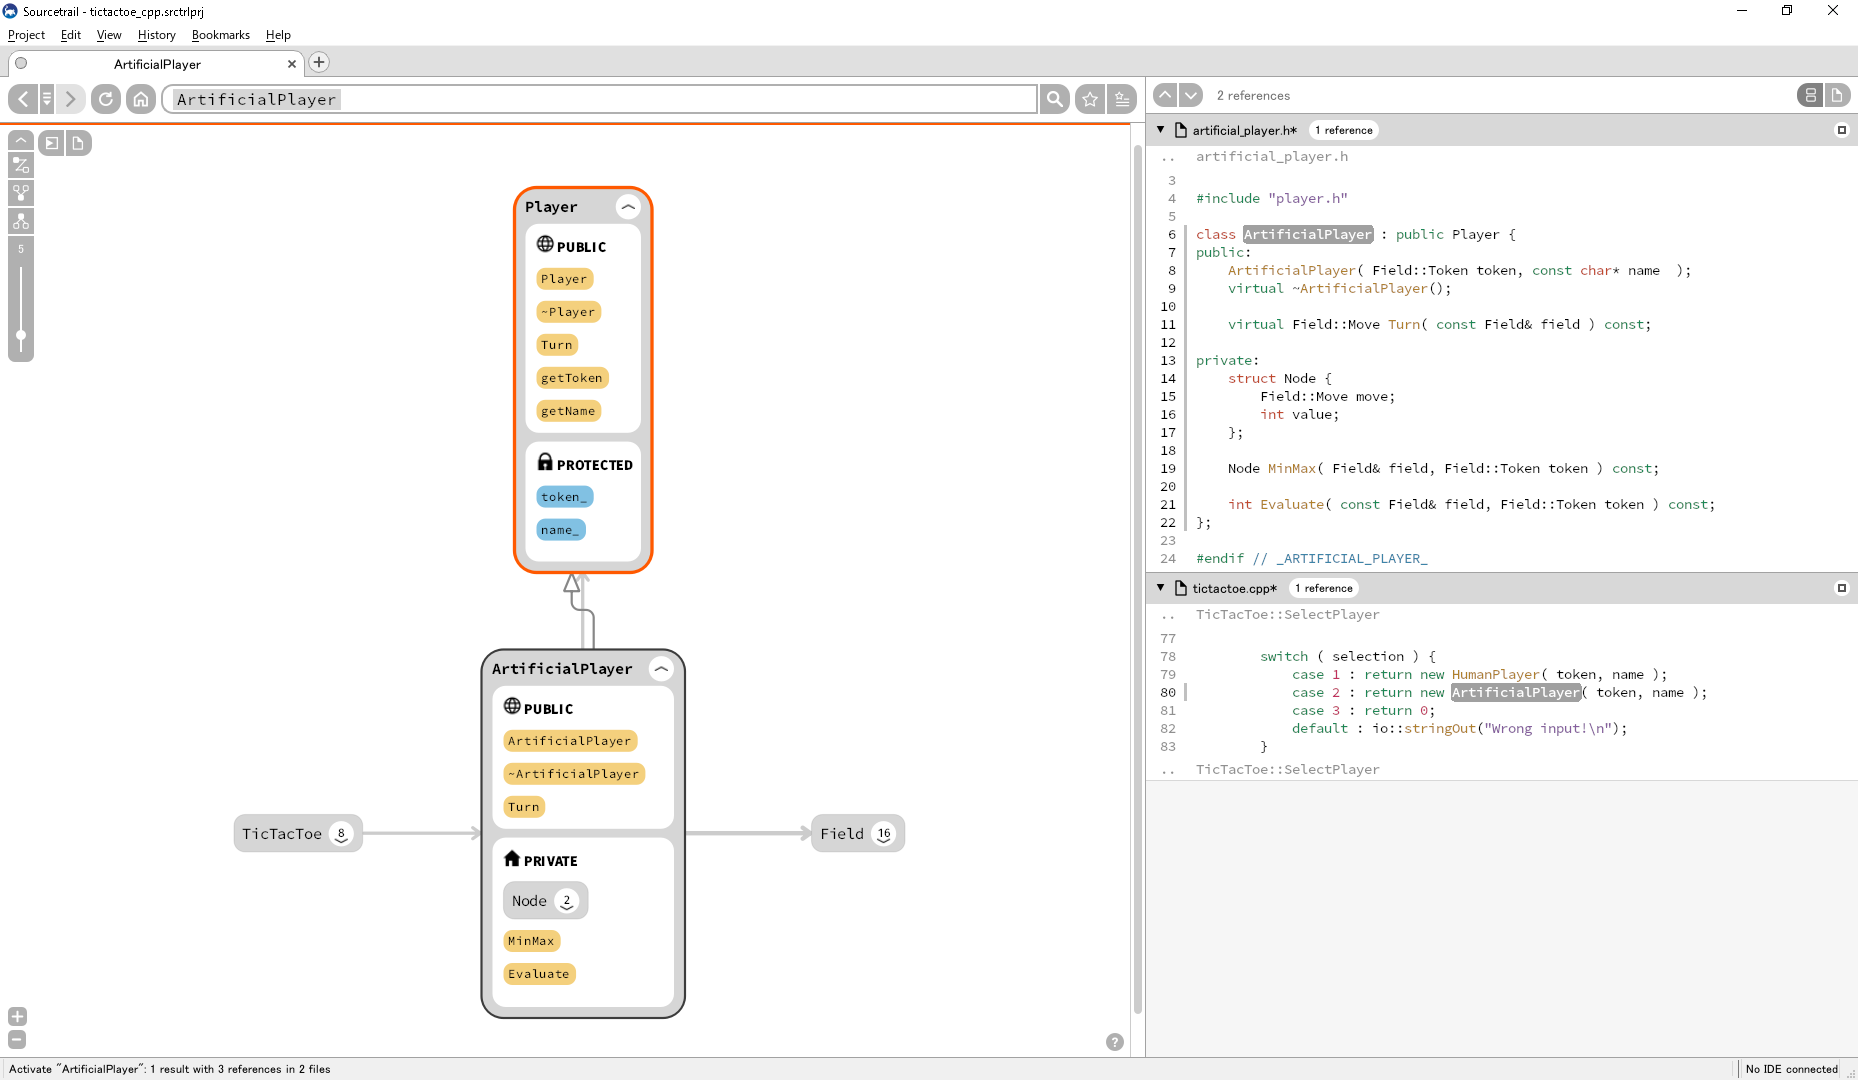 Sourcetrail - tictactoe_cpp.srctrlprj
Project Edit View History Bookmarks Help
ArtificialPlayer
ArtificialPlayer
5
Player
PUBLIC
Player
~Player
Turn
getToken
getName
PROTECTED
token_
name_
ArtificialPlayer
PUBLIC
ArtificialPlayer
~ArtificialPlayer
Turn
TicTacToe 8
Field 16
PRIVATE
Node 2
MinMax
Evaluate
?
2 references
artificial_player.h* 1 reference
.. artificial_player.h
3
4 #include "player.h"
5
6 class ArtificialPlayer : public Player {
7 public:
8 ArtificialPlayer( Field::Token token, const char* name );
9 virtual ~ArtificialPlayer();
10
11 virtual Field::Move Turn( const Field& field ) const;
12
13 private:
14 struct Node {
15 Field::Move move;
16 int value;
17 };
18
19 Node MinMax( Field& field, Field::Token token ) const;
20
21 int Evaluate( const Field& field, Field::Token token ) const;
22 };
23
24 #endif // _ARTIFICIAL_PLAYER_
tictactoe.cpp* 1 reference
.. TicTacToe::SelectPlayer
77
78 switch ( selection ) {
79 case 1 : return new HumanPlayer( token, name );
80 case 2 : return new ArtificialPlayer( token, name );
81 case 3 : return 0;
82 default : io::stringOut("Wrong input!\n");
83 }
.. TicTacToe::SelectPlayer
Activate "ArtificialPlayer": 1 result with 3 references in 2 files
No IDE connected